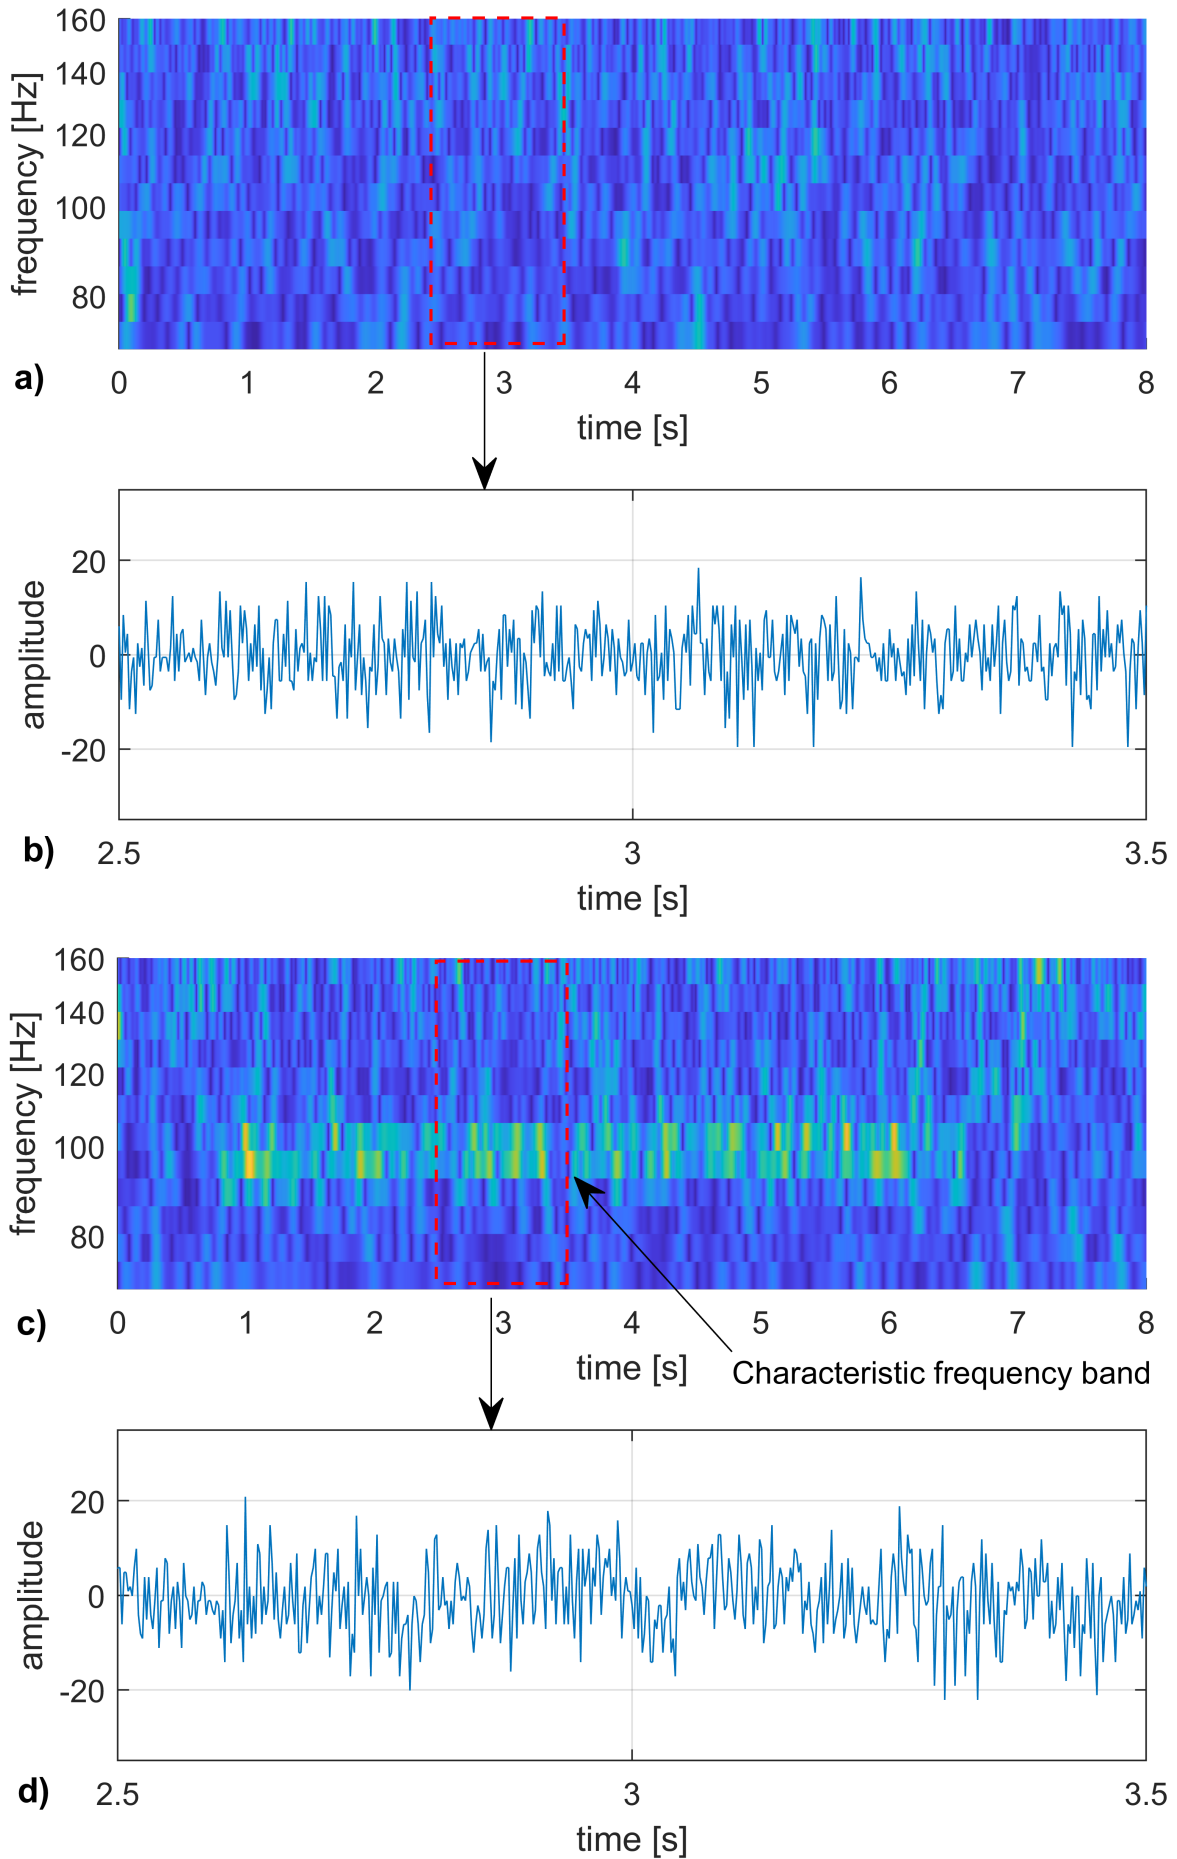 160
140
120
100
80
frequency [Hz]
a)
0 1 2 3 4 5 6 7 8
time [s]
20
0
-20
amplitude
b)
2.5 3 3.5
time [s]
160
140
120
100
80
frequency [Hz]
c)
0 1 2 3 4 5 6 7 8
time [s]
Characteristic frequency band
20
0
-20
amplitude
d)
2.5 3 3.5
time [s]